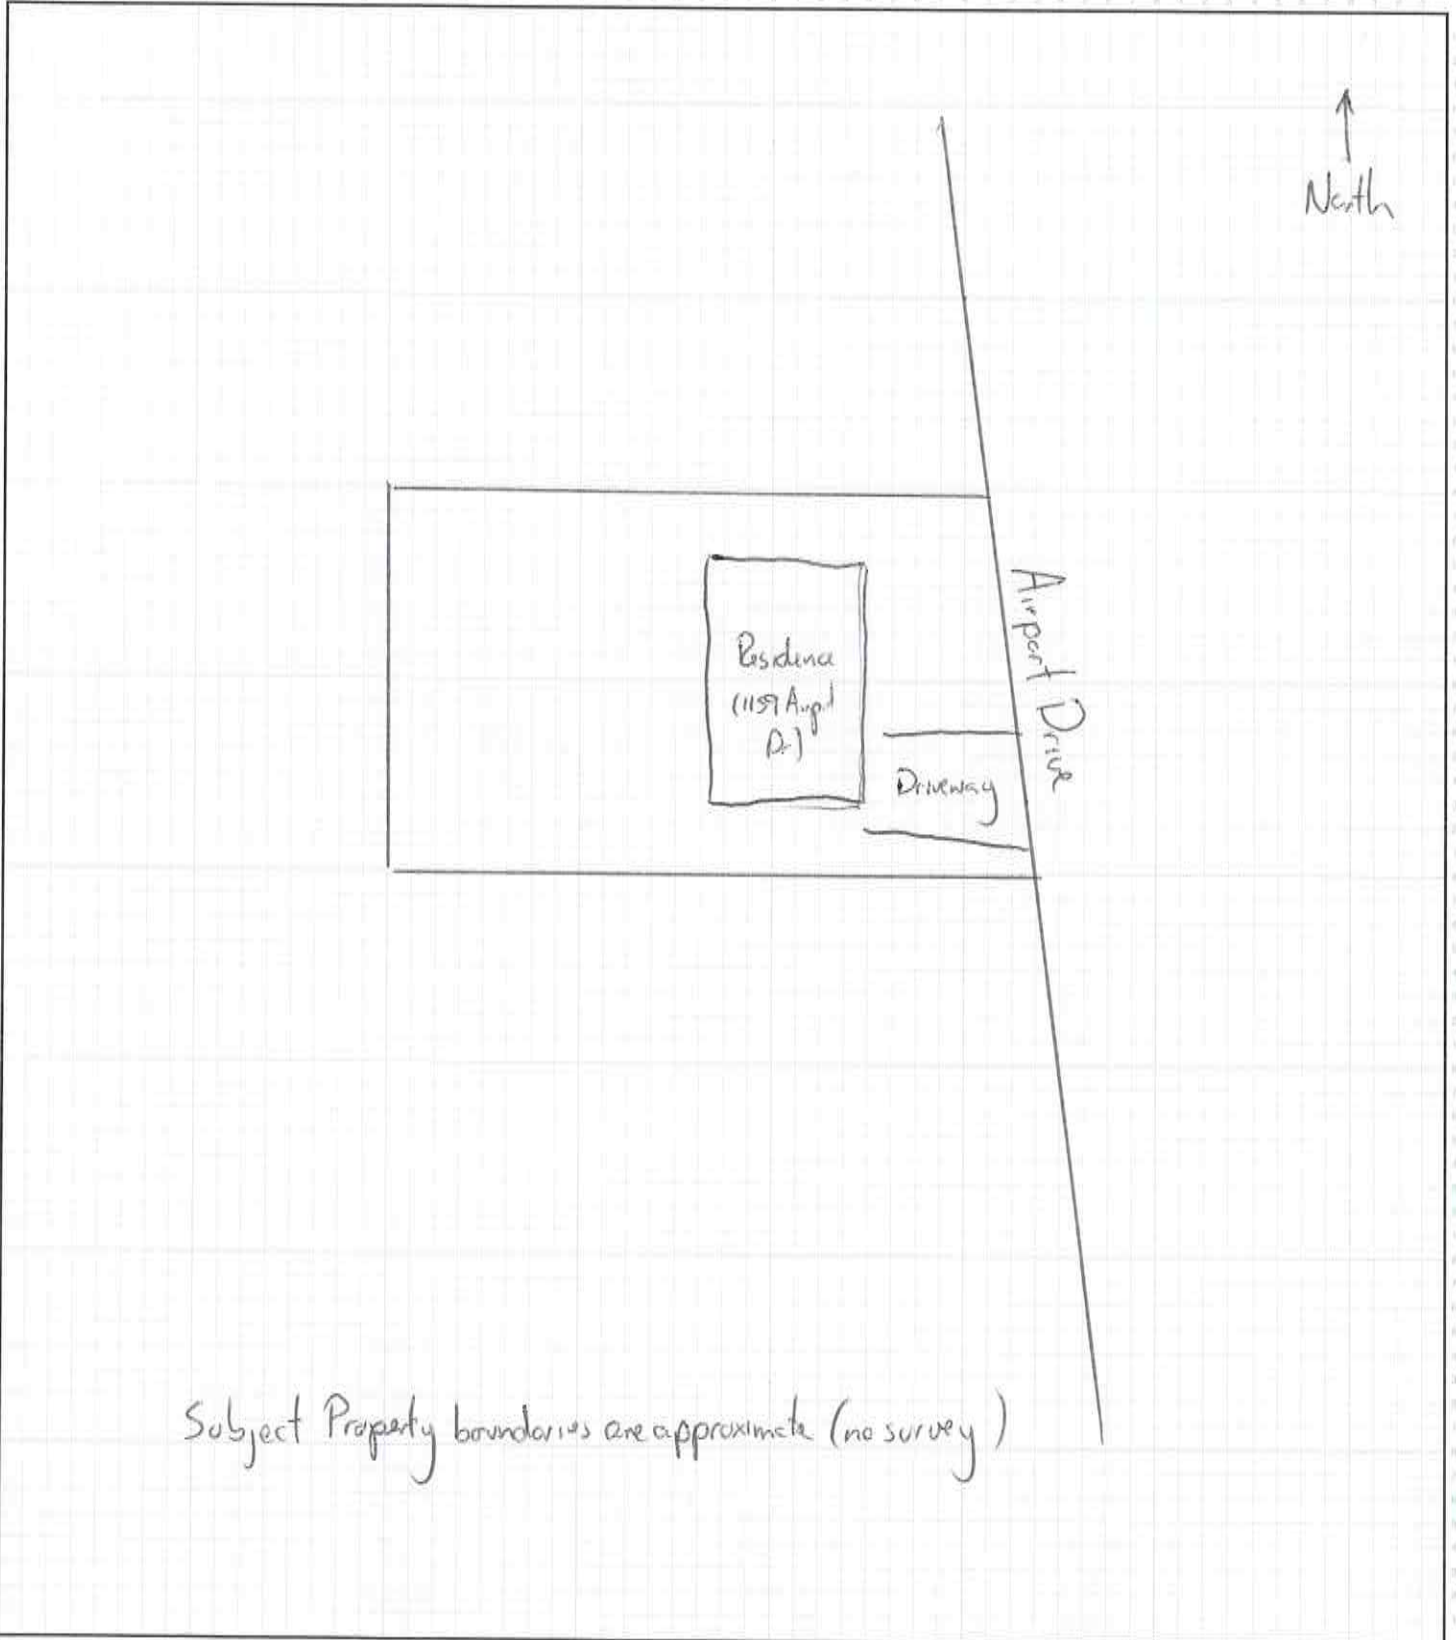 North
Airport Drive
Residence
(1159 Airport
Dr.)
Driveway
Subject Property boundaries are approximate (no survey)